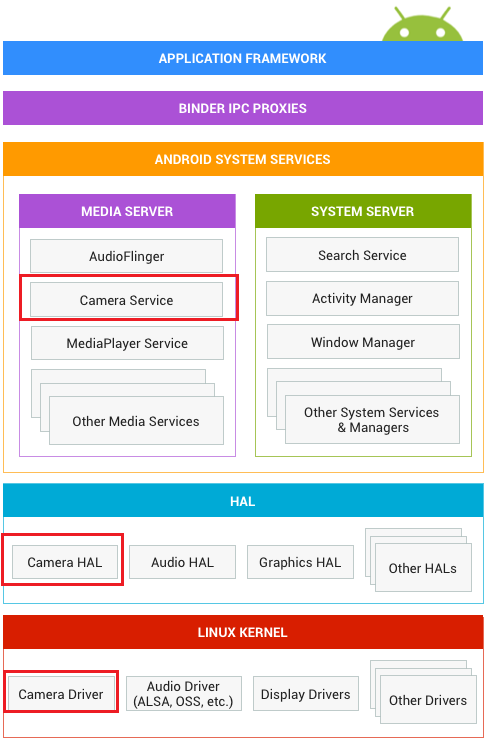 APPLICATION FRAMEWORK
BINDER IPC PROXIES
ANDROID SYSTEM SERVICES
MEDIA SERVER
AudioFlinger
Camera Service
MediaPlayer Service
Other Media Services
SYSTEM SERVER
Search Service
Activity Manager
Window Manager
Other System Services
& Managers
HAL
Camera HAL
Audio HAL
Graphics HAL
Other HALs
LINUX KERNEL
Camera Driver
Audio Driver
(ALSA, OSS, etc.)
Display Drivers
Other Drivers